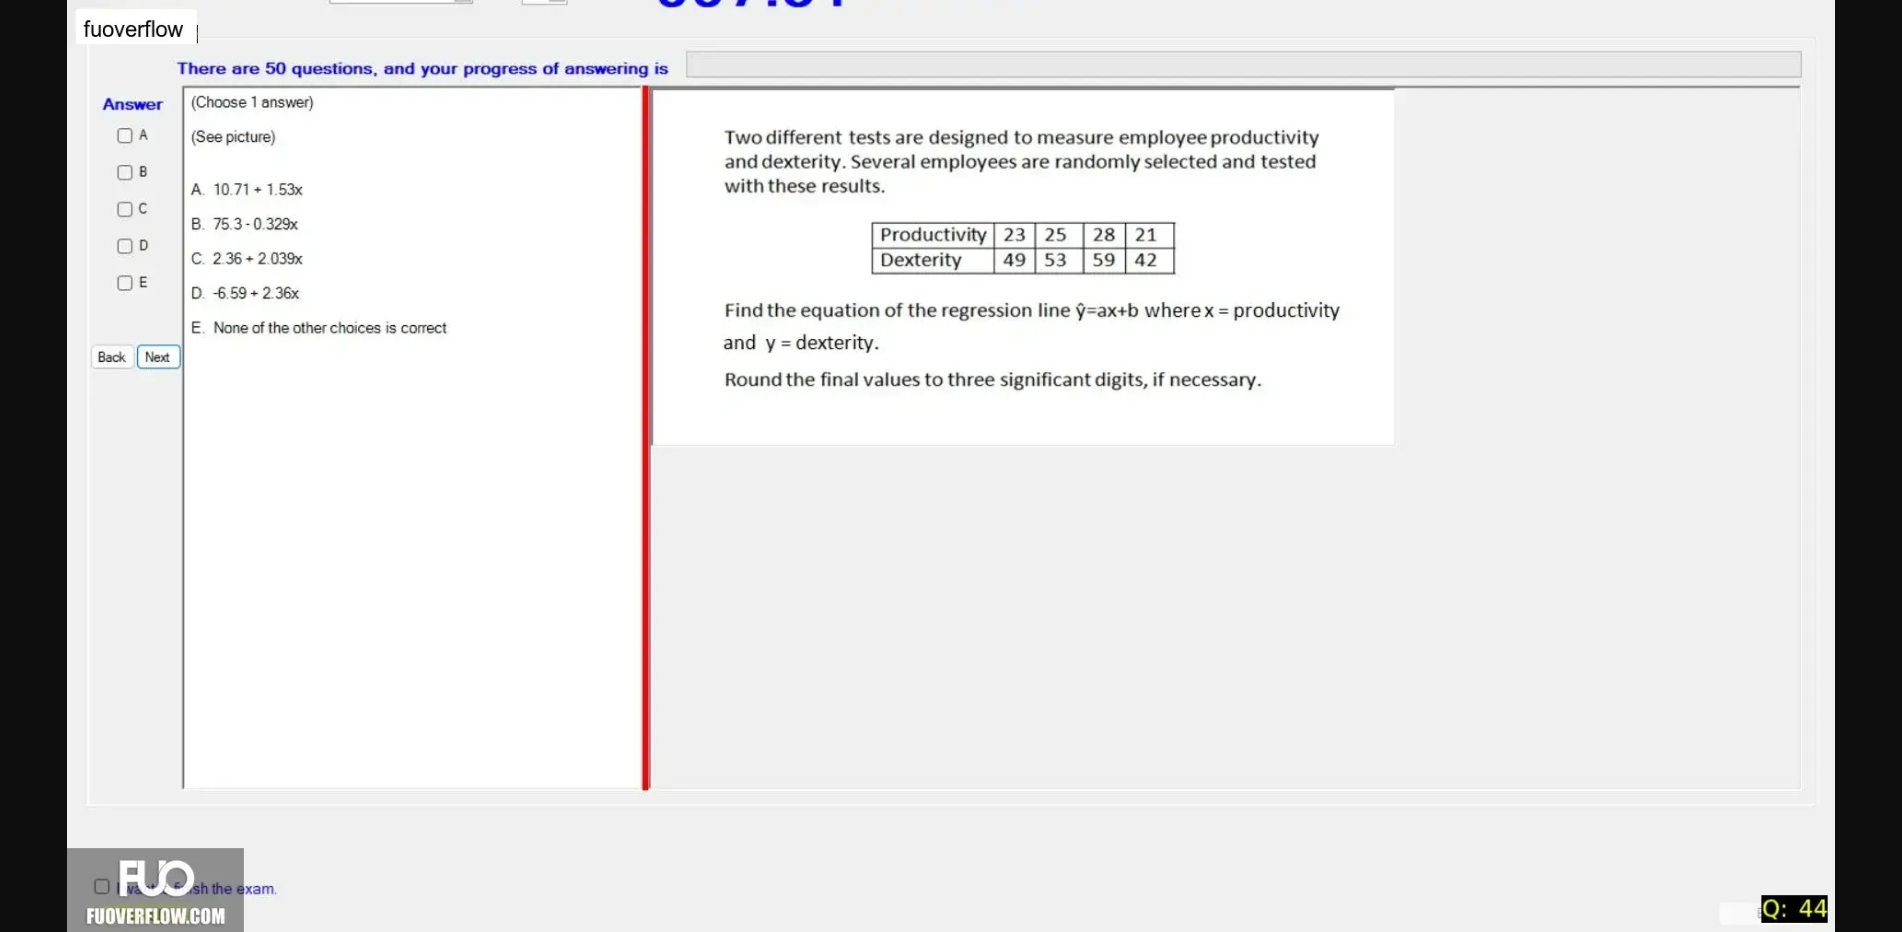 fuoverflow
There are 50 questions, and your progress of answering is
Answer
A
B
C
D
E
Back Next
(Choose 1 answer)
(See picture)
A. 10.71 + 1.53x
B. 75.3 - 0.329x
C. 2.36 + 2.039x
D. -6.59 + 2.36x
E. None of the other choices is correct
Two different tests are designed to measure employee productivity
and dexterity. Several employees are randomly selected and tested
with these results.
Productivity 23 25 28 21
Dexterity 49 53 59 42
Find the equation of the regression line ŷ=ax+b where x = productivity
and y = dexterity.
Round the final values to three significant digits, if necessary.
the exam.
FUO
FUOVERFLOW.COM
Q: 44